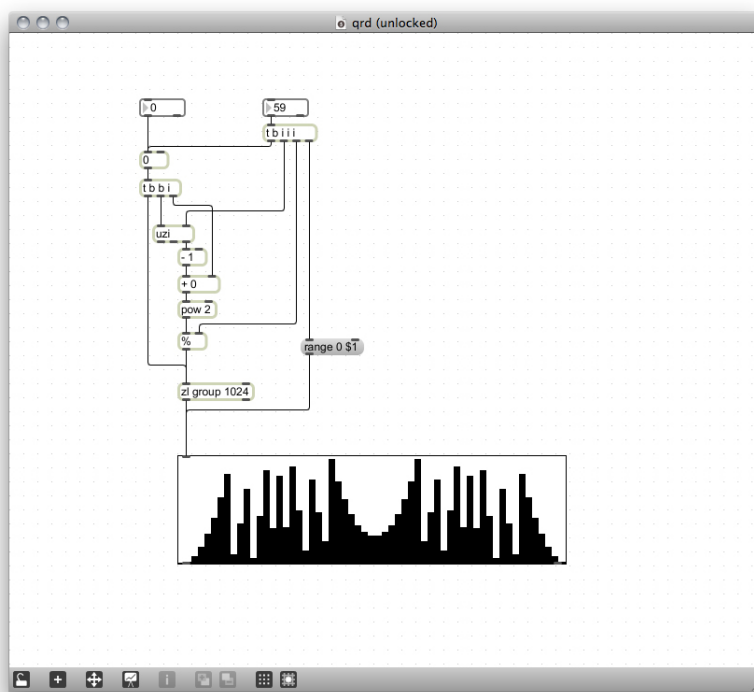 qrd (unlocked)
0
59
t b i i i
0
t b b i
uzi
- 1
+ 0
pow 2
%
range 0 $1
zl group 1024